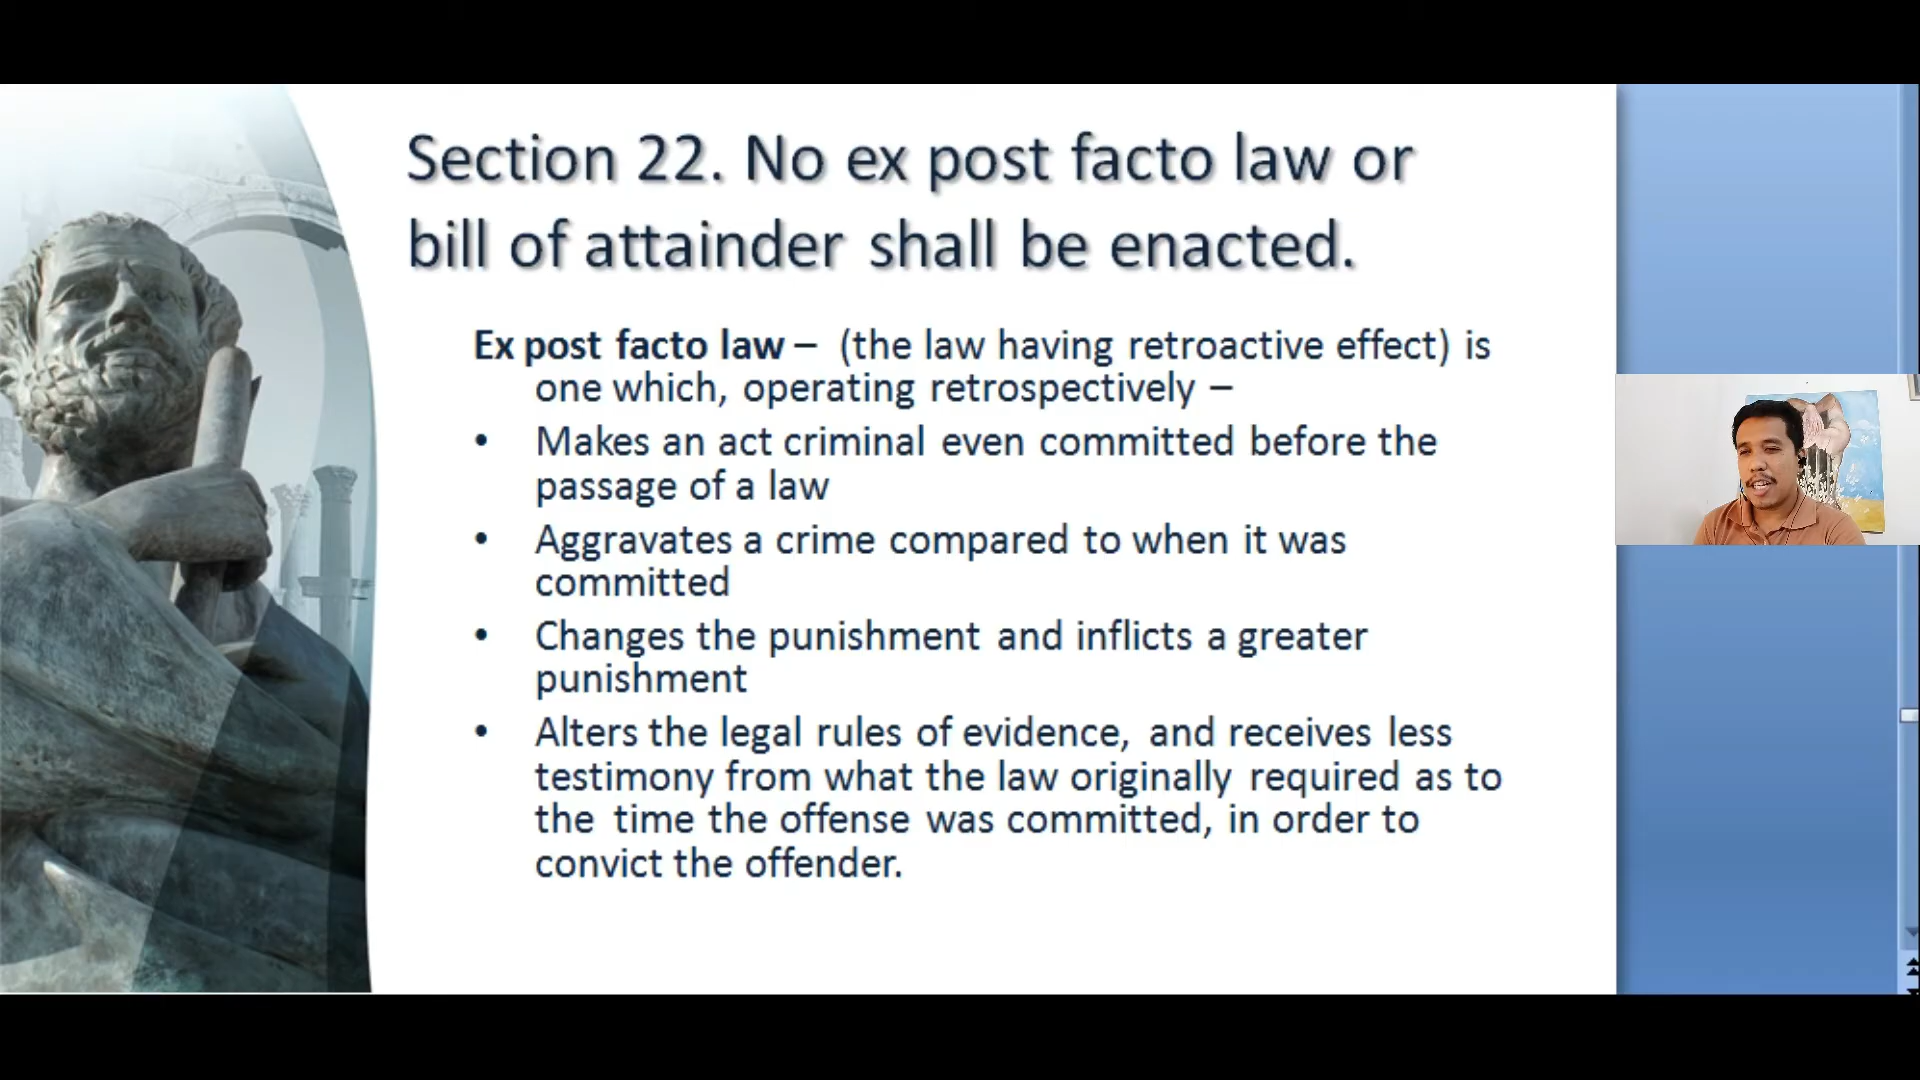 Section 22. No ex post facto law or
bill of attainder shall be enacted.
Ex post facto law – (the law having retroactive effect) is
one which, operating retrospectively –
• Makes an act criminal even committed before the
passage of a law
• Aggravates a crime compared to when it was
committed
• Changes the punishment and inflicts a greater
punishment
• Alters the legal rules of evidence, and receives less
testimony from what the law originally required as to
the time the offense was committed, in order to
convict the offender.